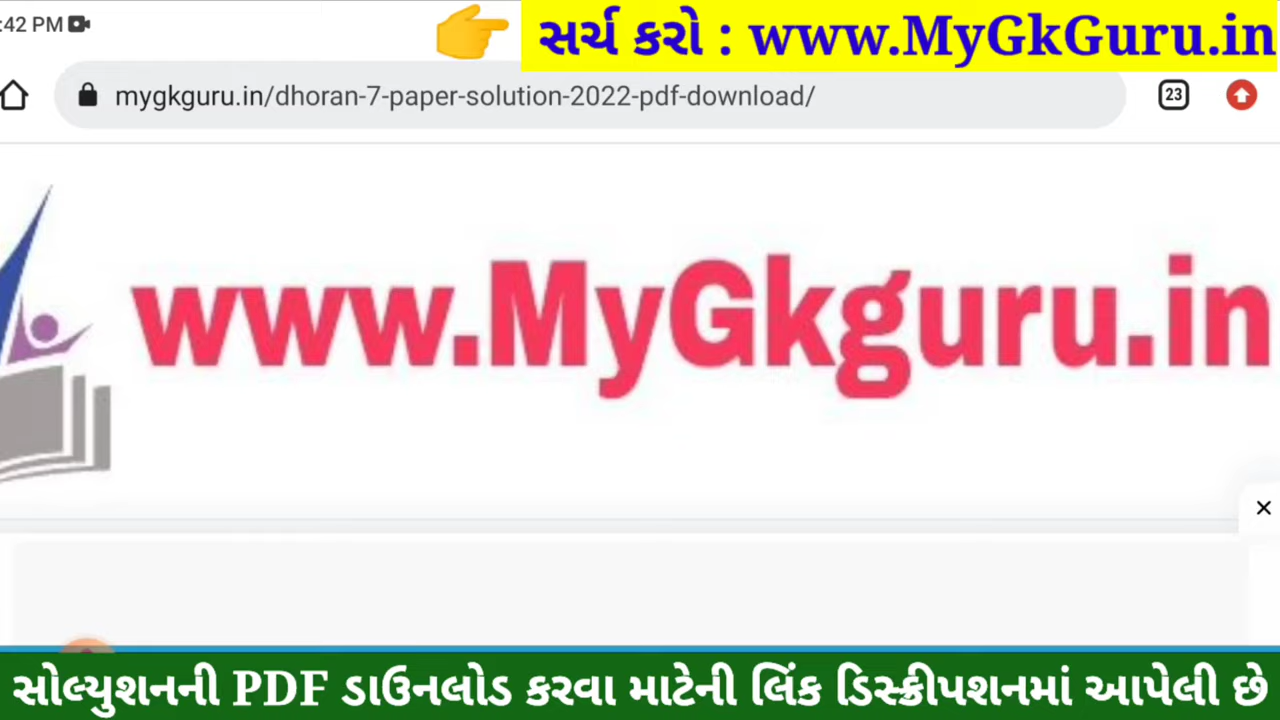 :42 PM
સર્ચ કરો : www.MyGkGuru.in
mygkguru.in/dhoran-7-paper-solution-2022-pdf-download/
23
www.MyGkguru.in
સોલ્યુશનની PDF ડાઉનલોડ કરવા માટેની લિંક ડિસ્ક્રીપશનમાં આપેલી છે